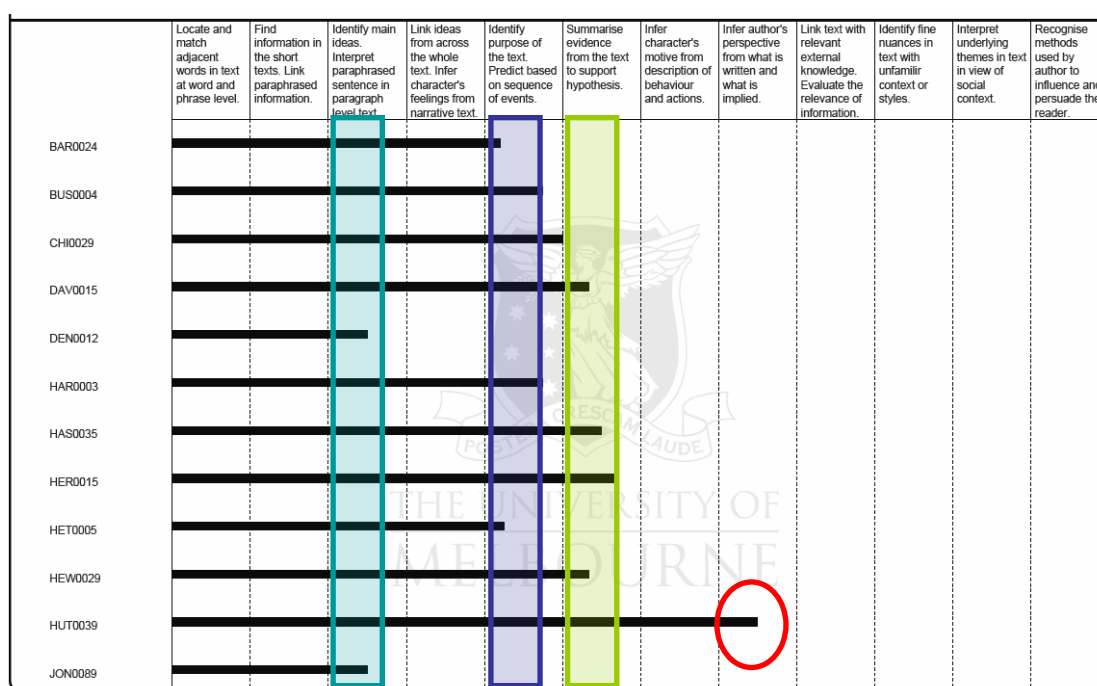 Locate and
match
adjacent
words in text
at word and
phrase level.
Find
information in
the short
texts. Link
paraphrased
information.
Identify main
ideas.
Interpret
paraphrased
sentence in
paragraph
level text.
Link ideas
from across
the whole
text. Infer
character's
feelings from
narrative text.
Identify
purpose of
the text.
Predict based
on sequence
of events.
Summarise
evidence
from the text
to support
hypothesis.
Infer
character's
motive from
description of
behaviour
and actions.
Infer author's
perspective
from what is
written and
what is
implied.
Link text with
relevant
external
knowledge.
Evaluate the
relevance of
information.
Identify fine
nuances in
text with
unfamilir
context or
styles.
Interpret
underlying
themes in text
in view of
social
context.
Recognise
methods
used by
author to
influence and
persuade the
reader.
BAR0024
BUS0004
CHI0029
DAV0015
DEN0012
HAR0003
HAS0035
HER0015
HET0005
HEW0029
HUT0039
JON0089
POSTERA CRESCAM LAUDE
THE UNIVERSITY OF
MELBOURNE